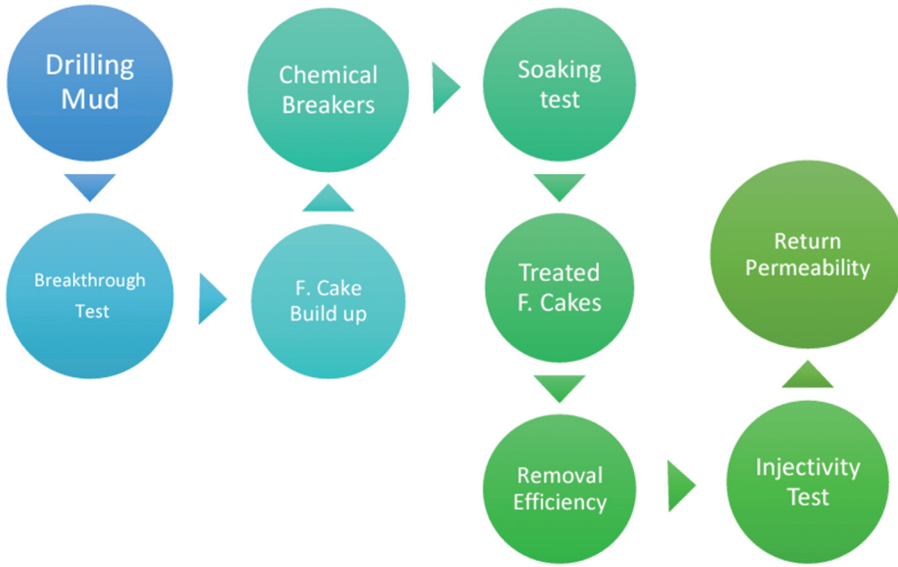 Drilling
Mud
Breakthrough
Test
F. Cake
Build up
Chemical
Breakers
Soaking
test
Treated
F. Cakes
Removal
Efficiency
Injectivity
Test
Return
Permeability